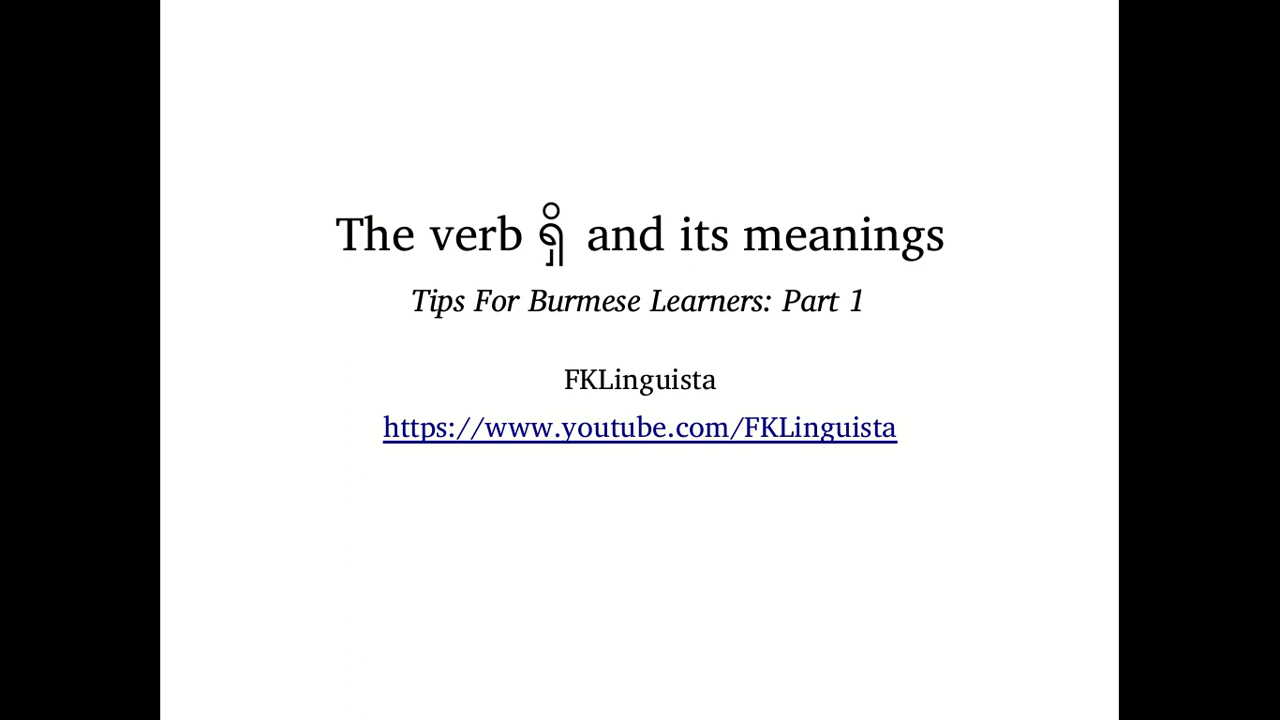 The verb ရှိ and its meanings
Tips For Burmese Learners: Part 1
FKLinguista
https://www.youtube.com/FKLinguista